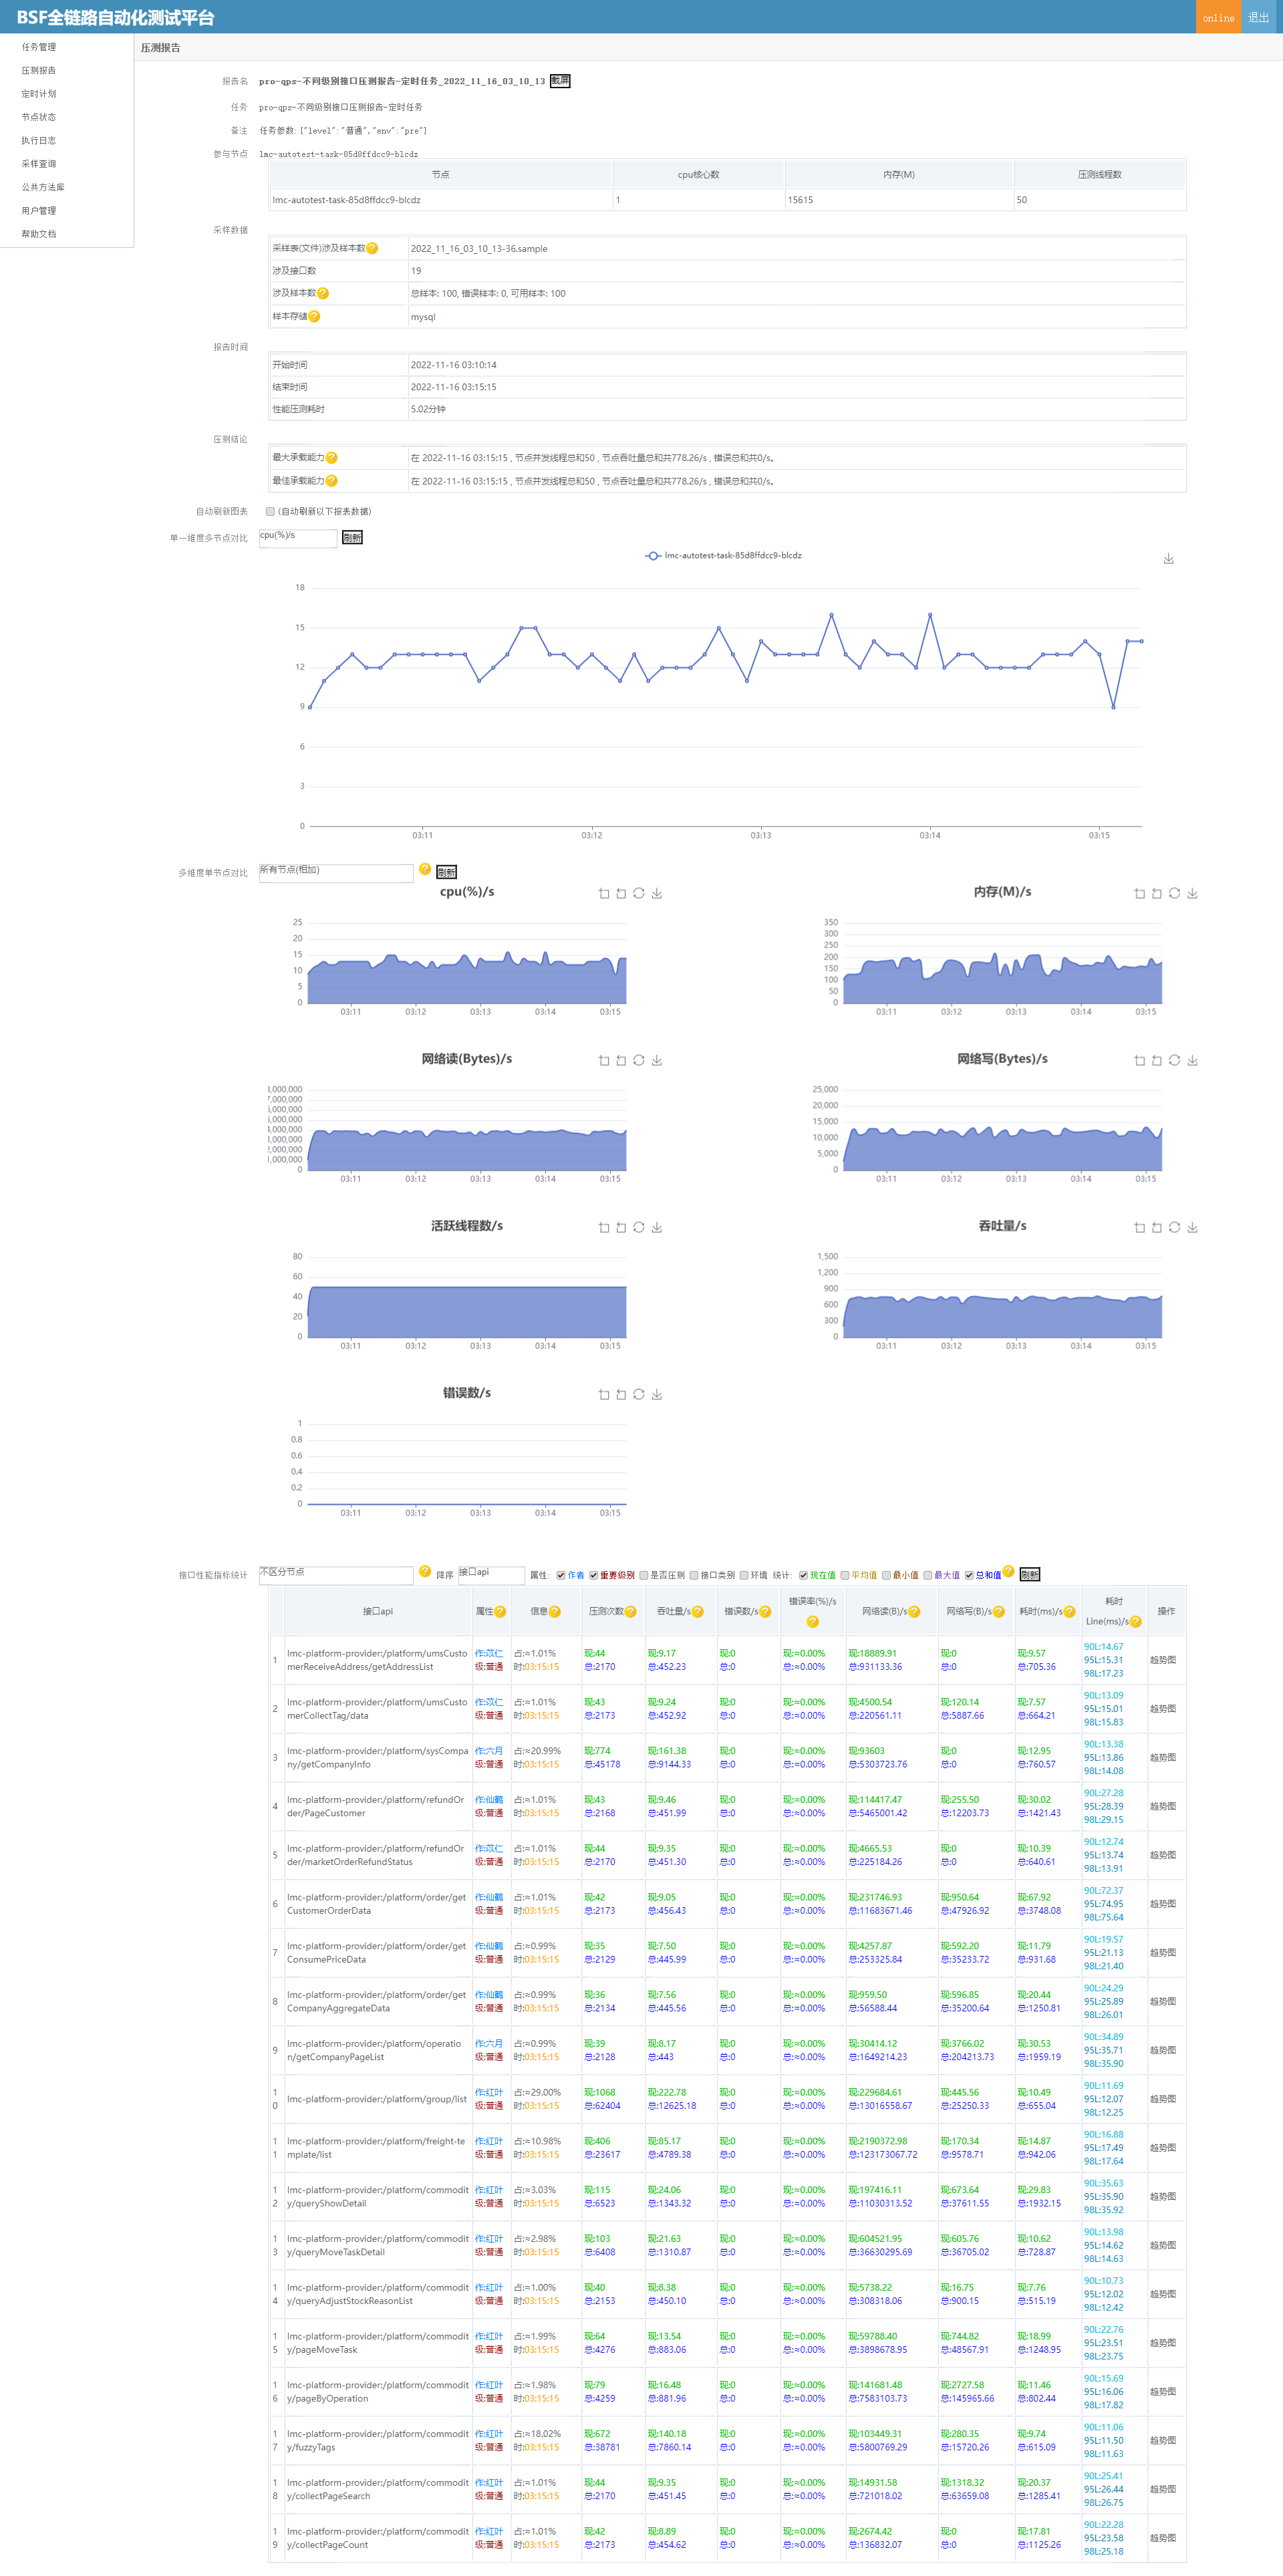 BSF全链路自动化测试平台
online 退出
任务管理
压测报告
定时计划
节点状态
执行日志
采样查询
公共方法库
用户管理
帮助文档
压测报告
报告名 pro-qps-不同级别接口压测报告-定时任务_2022_11_16_03_10_13 截屏
任务 pro-qps-不同级别接口压测报告-定时任务
备注 任务参数:{"level":"普通","env":"pre"}
参与节点 lmc-autotest-task-85d8ffdcc9-blcdz
节点 cpu核心数 内存(M) 压测线程数
lmc-autotest-task-85d8ffdcc9-blcdz 1 15615 50
采样数据
采样表(文件)涉及样本数? 2022_11_16_03_10_13-36.sample
涉及接口数 19
涉及样本数? 总样本: 100, 错误样本: 0, 可用样本: 100
样本存储? mysql
报告时间
开始时间 2022-11-16 03:10:14
结束时间 2022-11-16 03:15:15
性能压测耗时 5.02分钟
压测结论
最大承载能力? 在 2022-11-16 03:15:15 , 节点并发线程总和50 , 节点吞吐量总和共778.26/s , 错误总和共0/s。
最佳承载能力? 在 2022-11-16 03:15:15 , 节点并发线程总和50 , 节点吞吐量总和共778.26/s , 错误总和共0/s。
自动刷新图表 (自动刷新以下报表数据)
单一维度多节点对比 cpu(%)/s 刷新
lmc-autotest-task-85d8ffdcc9-blcdz
18
15
12
9
6
3
0
03:11 03:12 03:13 03:14 03:15
多维度单节点对比 所有节点(相加) ? 刷新
cpu(%)/s
25
20
15
10
5
0
03:11 03:12 03:13 03:14 03:15
内存(M)/s
350
300
250
200
150
100
50
0
03:11 03:12 03:13 03:14 03:15
网络读(Bytes)/s
,000,000
,000,000
,000,000
,000,000
,000,000
,000,000
,000,000
,000,000
0
03:11 03:12 03:13 03:14 03:15
网络写(Bytes)/s
25,000
20,000
15,000
10,000
5,000
0
03:11 03:12 03:13 03:14 03:15
活跃线程数/s
80
60
40
20
0
03:11 03:12 03:13 03:14 03:15
吞吐量/s
1,500
1,200
900
600
300
0
03:11 03:12 03:13 03:14 03:15
错误数/s
1
0.8
0.6
0.4
0.2
0
03:11 03:12 03:13 03:14 03:15
接口性能指标统计 不区分节点 ? 降序 接口api 属性: 作者 重要级别 是否压测 接口类别 环境 统计: 现在值 平均值 最小值 最大值 总和值? 刷新
接口api 属性? 信息? 压测次数? 吞吐量/s? 错误数/s? 错误率(%)/s? 网络读(B)/s? 网络写(B)/s? 耗时(ms)/s? 耗时Line(ms)/s? 操作
1 lmc-platform-provider:/platform/umsCustomerReceiveAddress/getAddressList 作:苡仁 级:普通 占:≈1.01% 时:03:15:15 现:44 总:2170 现:9.17 总:452.23 现:0 总:0 现:≈0.00% 总:≈0.00% 现:18889.91 总:931133.36 现:0 总:0 现:9.57 总:705.36 90L:14.67 95L:15.31 98L:17.23 趋势图
2 lmc-platform-provider:/platform/umsCustomerCollectTag/data 作:苡仁 级:普通 占:≈1.01% 时:03:15:15 现:43 总:2173 现:9.24 总:452.92 现:0 总:0 现:≈0.00% 总:≈0.00% 现:4500.54 总:220561.11 现:120.14 总:5887.66 现:7.57 总:664.21 90L:13.09 95L:15.01 98L:15.83 趋势图
3 lmc-platform-provider:/platform/sysCompany/getCompanyInfo 作:六月 级:普通 占:≈20.99% 时:03:15:15 现:774 总:45178 现:161.38 总:9144.33 现:0 总:0 现:≈0.00% 总:≈0.00% 现:93603 总:5303723.76 现:0 总:0 现:12.95 总:760.57 90L:13.38 95L:13.86 98L:14.08 趋势图
4 lmc-platform-provider:/platform/refundOrder/PageCustomer 作:仙鹤 级:普通 占:≈1.01% 时:03:15:15 现:43 总:2168 现:9.46 总:451.99 现:0 总:0 现:≈0.00% 总:≈0.00% 现:114417.47 总:5465001.42 现:255.50 总:12203.73 现:30.02 总:1421.43 90L:27.28 95L:28.39 98L:29.15 趋势图
5 lmc-platform-provider:/platform/refundOrder/marketOrderRefundStatus 作:苡仁 级:普通 占:≈1.01% 时:03:15:15 现:44 总:2170 现:9.35 总:451.30 现:0 总:0 现:≈0.00% 总:≈0.00% 现:4665.53 总:225184.26 现:0 总:0 现:10.39 总:640.61 90L:12.74 95L:13.74 98L:13.91 趋势图
6 lmc-platform-provider:/platform/order/getCustomerOrderData 作:仙鹤 级:普通 占:≈1.01% 时:03:15:15 现:42 总:2173 现:9.05 总:456.43 现:0 总:0 现:≈0.00% 总:≈0.00% 现:231746.93 总:11683671.46 现:950.64 总:47926.92 现:67.92 总:3748.08 90L:72.37 95L:74.95 98L:75.64 趋势图
7 lmc-platform-provider:/platform/order/getConsumePriceData 作:仙鹤 级:普通 占:≈0.99% 时:03:15:15 现:35 总:2129 现:7.50 总:445.99 现:0 总:0 现:≈0.00% 总:≈0.00% 现:4257.87 总:253325.84 现:592.20 总:35233.72 现:11.79 总:931.68 90L:19.57 95L:21.13 98L:21.40 趋势图
8 lmc-platform-provider:/platform/order/getCompanyAggregateData 作:仙鹤 级:普通 占:≈0.99% 时:03:15:15 现:36 总:2134 现:7.56 总:445.56 现:0 总:0 现:≈0.00% 总:≈0.00% 现:959.50 总:56588.44 现:596.85 总:35200.64 现:20.44 总:1250.81 90L:24.29 95L:25.89 98L:26.01 趋势图
9 lmc-platform-provider:/platform/operation/getCompanyPageList 作:六月 级:普通 占:≈0.99% 时:03:15:15 现:39 总:2128 现:8.17 总:443 现:0 总:0 现:≈0.00% 总:≈0.00% 现:30414.12 总:1649214.23 现:3766.02 总:204213.73 现:30.53 总:1959.19 90L:34.89 95L:35.71 98L:35.90 趋势图
10 lmc-platform-provider:/platform/group/list 作:红叶 级:普通 占:≈29.00% 时:03:15:15 现:1068 总:62404 现:222.78 总:12625.18 现:0 总:0 现:≈0.00% 总:≈0.00% 现:229684.61 总:13016558.67 现:445.56 总:25250.33 现:10.49 总:655.04 90L:11.69 95L:12.07 98L:12.25 趋势图
11 lmc-platform-provider:/platform/freight-template/list 作:红叶 级:普通 占:≈10.98% 时:03:15:15 现:406 总:23617 现:85.17 总:4789.38 现:0 总:0 现:≈0.00% 总:≈0.00% 现:2190372.98 总:123173067.72 现:170.34 总:9578.71 现:14.87 总:942.06 90L:16.88 95L:17.49 98L:17.64 趋势图
12 lmc-platform-provider:/platform/commodity/queryShowDetail 作:红叶 级:普通 占:≈3.03% 时:03:15:15 现:115 总:6523 现:24.06 总:1343.32 现:0 总:0 现:≈0.00% 总:≈0.00% 现:197416.11 总:11030313.52 现:673.64 总:37611.55 现:29.83 总:1932.15 90L:35.63 95L:35.90 98L:35.92 趋势图
13 lmc-platform-provider:/platform/commodity/queryMoveTaskDetail 作:红叶 级:普通 占:≈2.98% 时:03:15:15 现:103 总:6408 现:21.63 总:1310.87 现:0 总:0 现:≈0.00% 总:≈0.00% 现:604521.95 总:36630295.69 现:605.76 总:36705.02 现:10.62 总:728.87 90L:13.98 95L:14.62 98L:14.63 趋势图
14 lmc-platform-provider:/platform/commodity/queryAdjustStockReasonList 作:红叶 级:普通 占:≈1.00% 时:03:15:15 现:40 总:2153 现:8.38 总:450.10 现:0 总:0 现:≈0.00% 总:≈0.00% 现:5738.22 总:308318.06 现:16.75 总:900.15 现:7.76 总:515.19 90L:10.73 95L:12.02 98L:12.42 趋势图
15 lmc-platform-provider:/platform/commodity/pageMoveTask 作:红叶 级:普通 占:≈1.99% 时:03:15:15 现:64 总:4276 现:13.54 总:883.06 现:0 总:0 现:≈0.00% 总:≈0.00% 现:59788.40 总:3898678.95 现:744.82 总:48567.91 现:18.99 总:1248.95 90L:22.76 95L:23.51 98L:23.75 趋势图
16 lmc-platform-provider:/platform/commodity/pageByOperation 作:红叶 级:普通 占:≈1.98% 时:03:15:15 现:79 总:4259 现:16.48 总:881.96 现:0 总:0 现:≈0.00% 总:≈0.00% 现:141681.48 总:7583103.73 现:2727.58 总:145965.66 现:11.46 总:802.44 90L:15.69 95L:16.06 98L:17.82 趋势图
17 lmc-platform-provider:/platform/commodity/fuzzyTags 作:红叶 级:普通 占:≈18.02% 时:03:15:15 现:672 总:38781 现:140.18 总:7860.14 现:0 总:0 现:≈0.00% 总:≈0.00% 现:103449.31 总:5800769.29 现:280.35 总:15720.26 现:9.74 总:615.09 90L:11.06 95L:11.50 98L:11.63 趋势图
18 lmc-platform-provider:/platform/commodity/collectPageSearch 作:红叶 级:普通 占:≈1.01% 时:03:15:15 现:44 总:2170 现:9.35 总:451.45 现:0 总:0 现:≈0.00% 总:≈0.00% 现:14931.58 总:721018.02 现:1318.32 总:63659.08 现:20.37 总:1285.41 90L:25.41 95L:26.44 98L:26.75 趋势图
19 lmc-platform-provider:/platform/commodity/collectPageCount 作:红叶 级:普通 占:≈1.01% 时:03:15:15 现:42 总:2173 现:8.89 总:454.62 现:0 总:0 现:≈0.00% 总:≈0.00% 现:2674.42 总:136832.07 现:0 总:0 现:17.81 总:1125.26 90L:22.28 95L:23.58 98L:25.18 趋势图